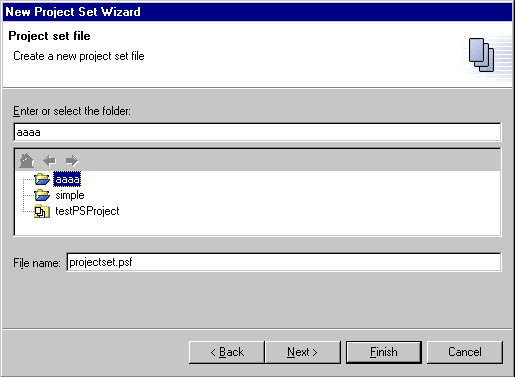 New Project Set Wizard
Project set file
Create a new project set file
Enter or select the folder:
aaaa
aaaa
simple
testPSProject
File name: projectset.psf
< Back Next > Finish Cancel